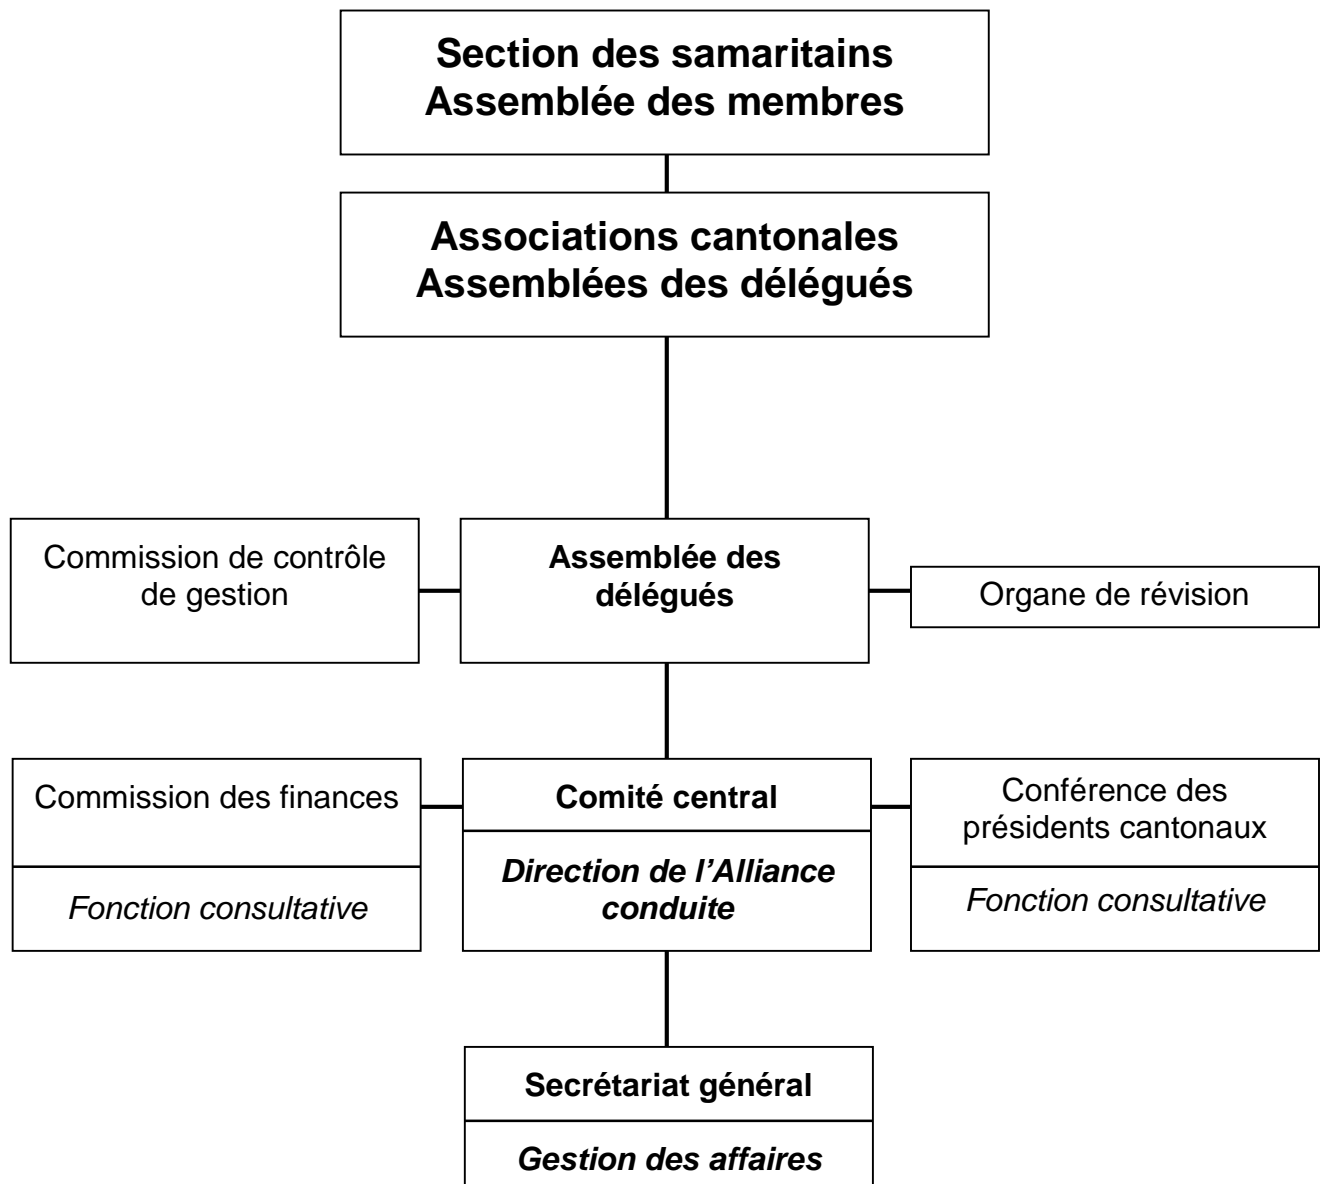 Section des samaritains
Assemblée des membres
Associations cantonales
Assemblées des délégués
Commission de contrôle
de gestion
Assemblée des
délégués
Organe de révision
Commission des finances
Fonction consultative
Comité central
Direction de l’Alliance
conduite
Conférence des
présidents cantonaux
Fonction consultative
Secrétariat général
Gestion des affaires